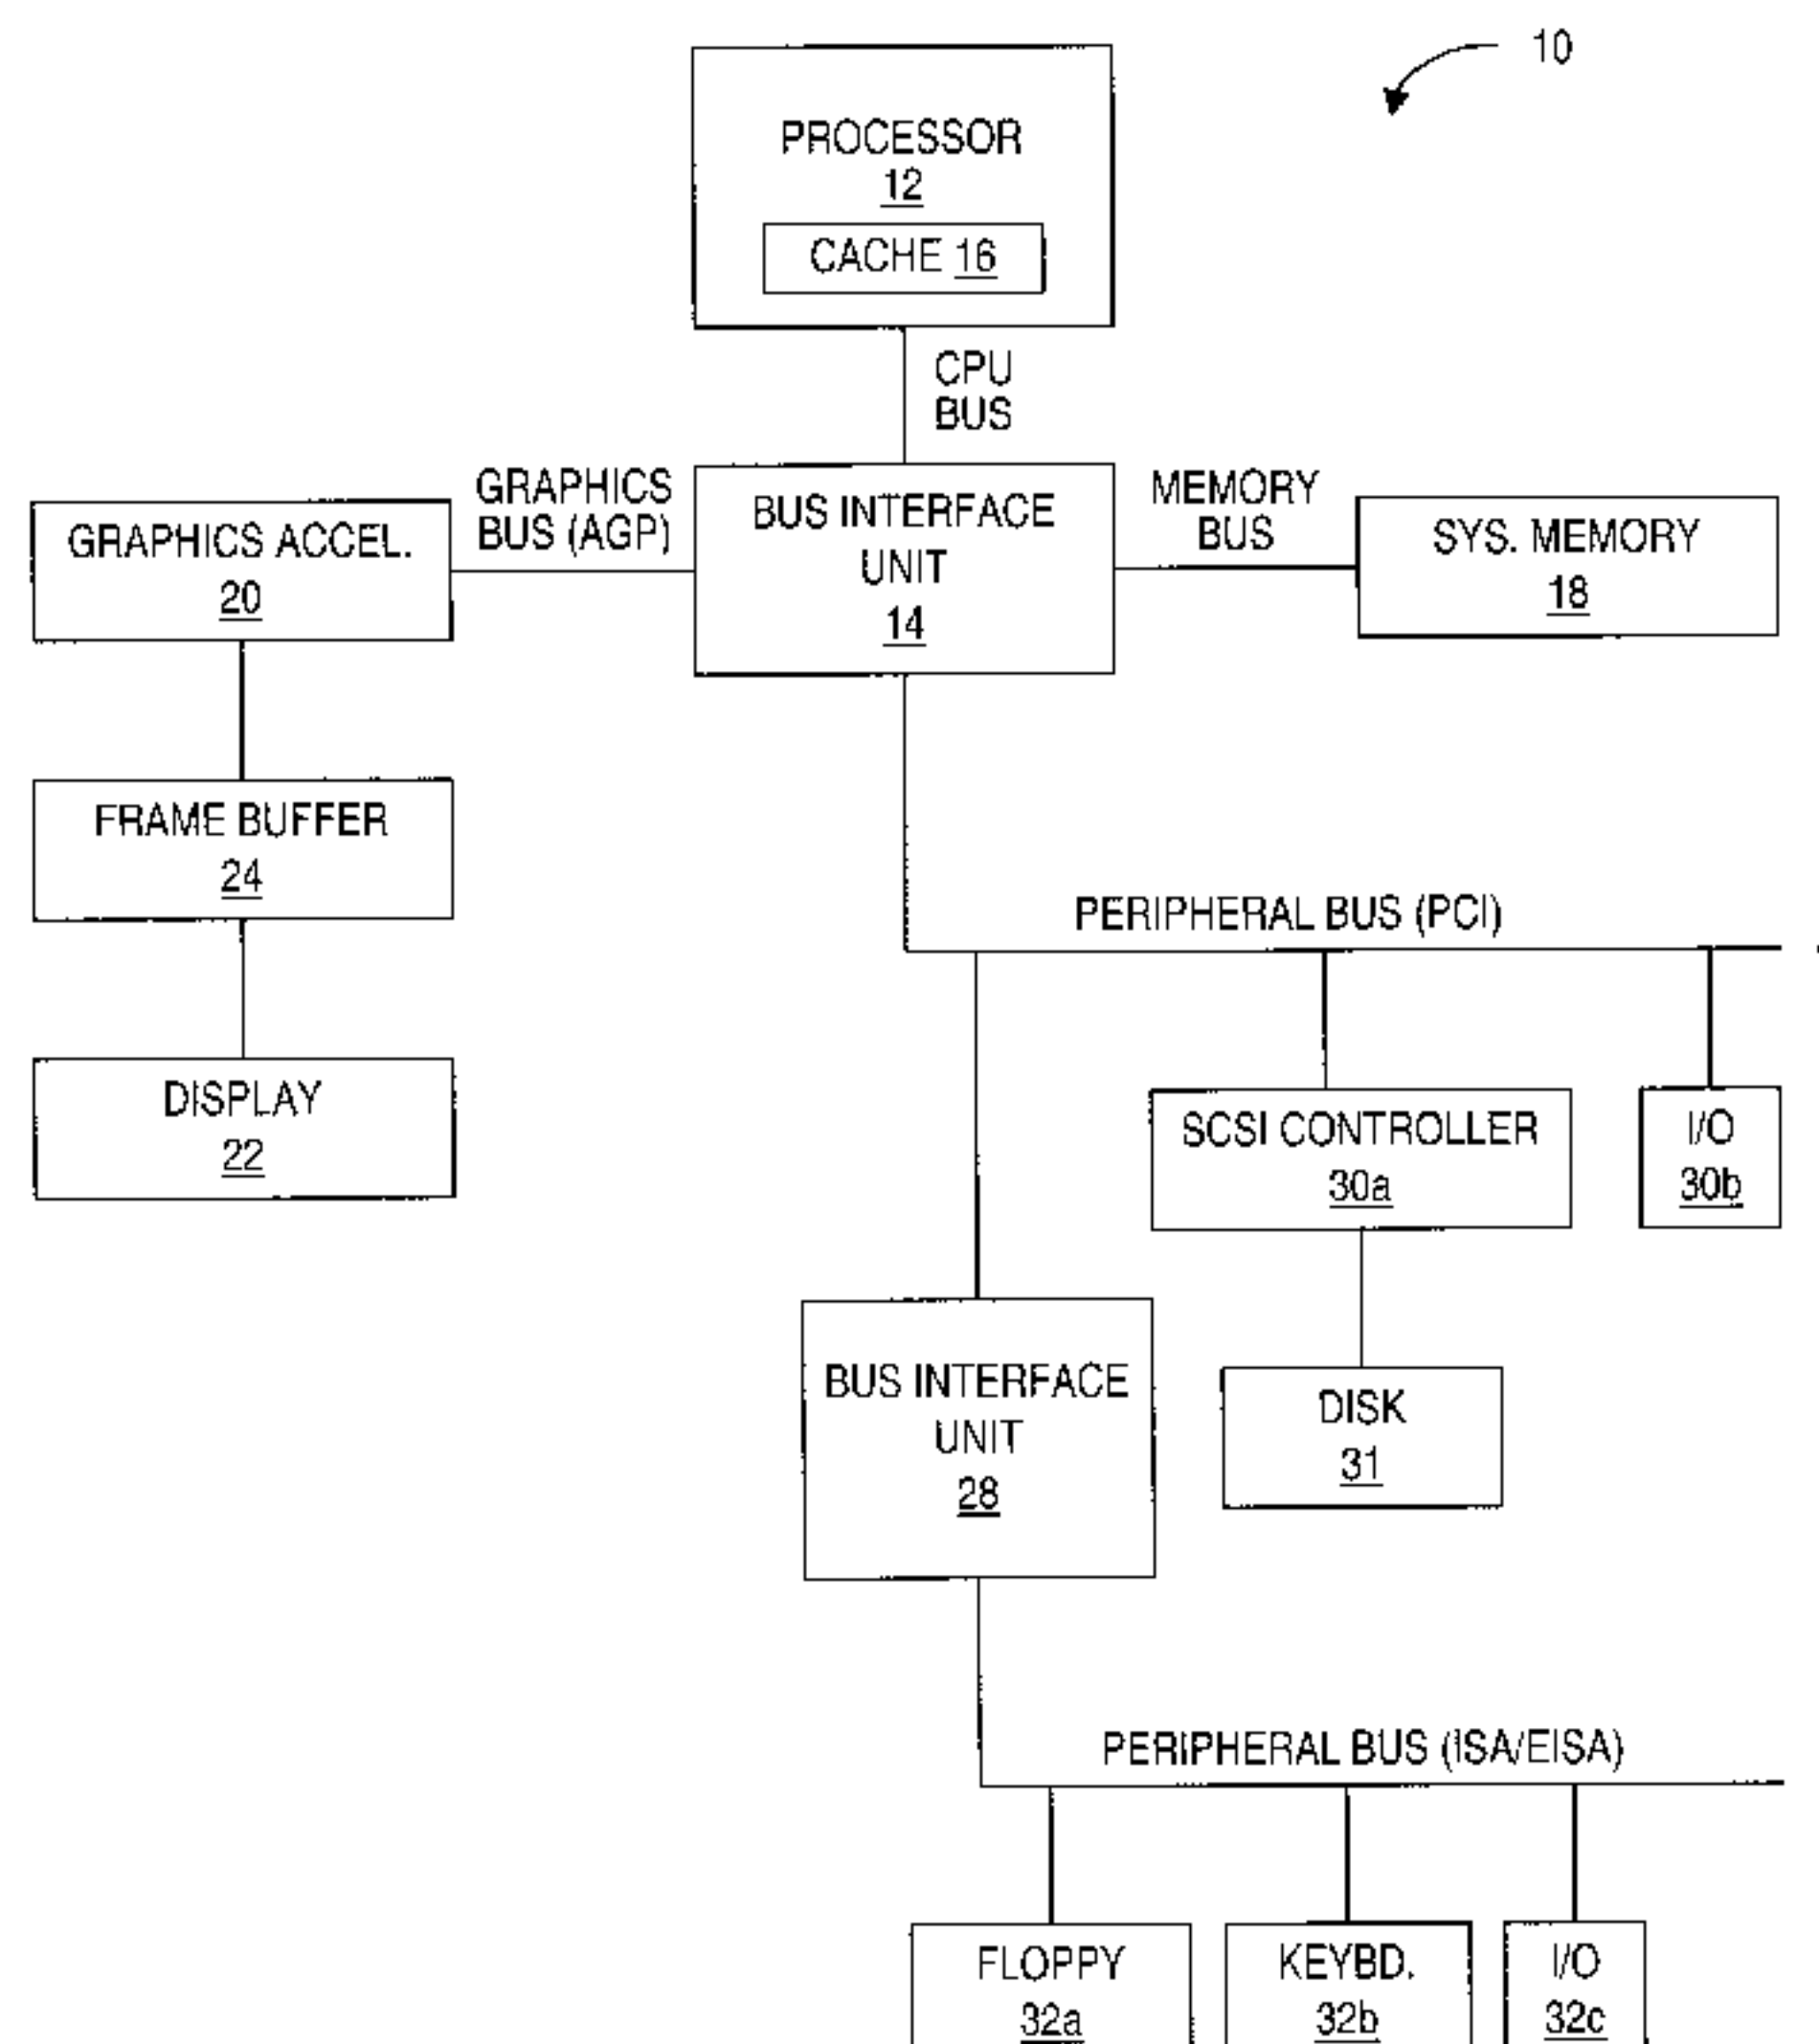 10
PROCESSOR
12
CACHE 16
CPU
BUS
GRAPHICS
BUS (AGP)
BUS INTERFACE
UNIT
14
MEMORY
BUS
GRAPHICS ACCEL.
20
SYS. MEMORY
18
FRAME BUFFER
24
PERIPHERAL BUS (PCI)
DISPLAY
22
SCSI CONTROLLER
30a
I/O
30b
BUS INTERFACE
UNIT
28
DISK
31
PERIPHERAL BUS (ISA/EISA)
FLOPPY
32a
KEYBD.
32b
I/O
32c